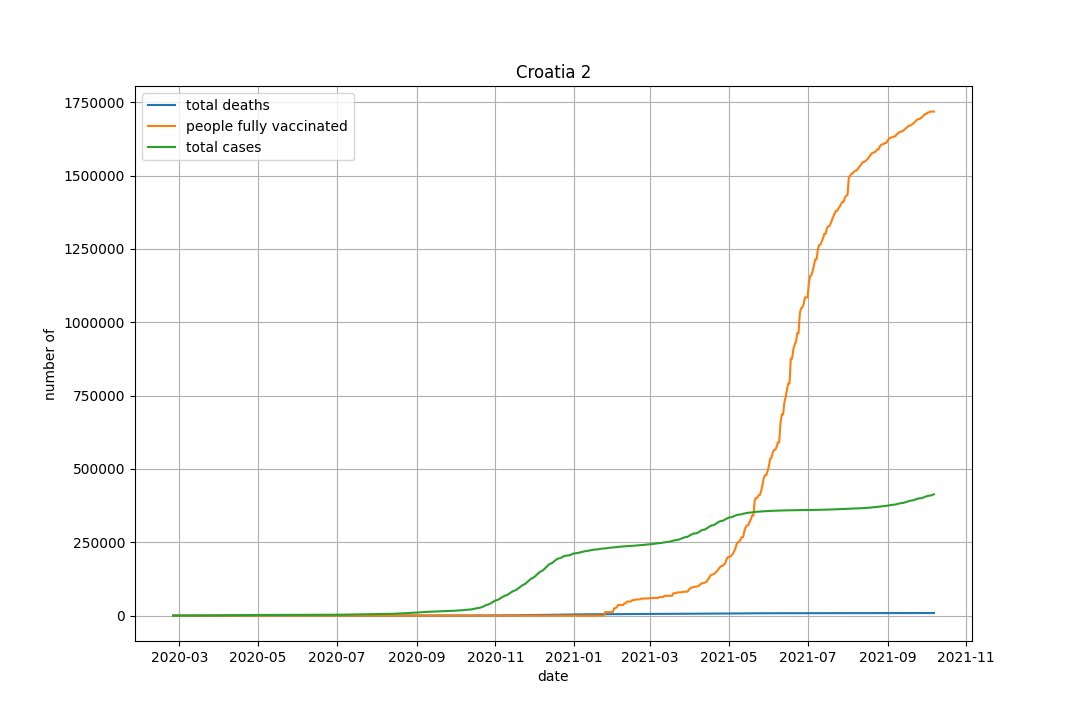 Croatia 2
total deaths
people fully vaccinated
total cases
1750000
1500000
1250000
1000000
750000
500000
250000
0
number of
2020-03 2020-05 2020-07 2020-09 2020-11 2021-01 2021-03 2021-05 2021-07 2021-09 2021-11
date